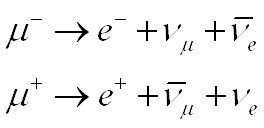 μ⁻ → e⁻ + ν_μ + ν̅_e
μ⁺ → e⁺ + ν̅_μ + ν_e